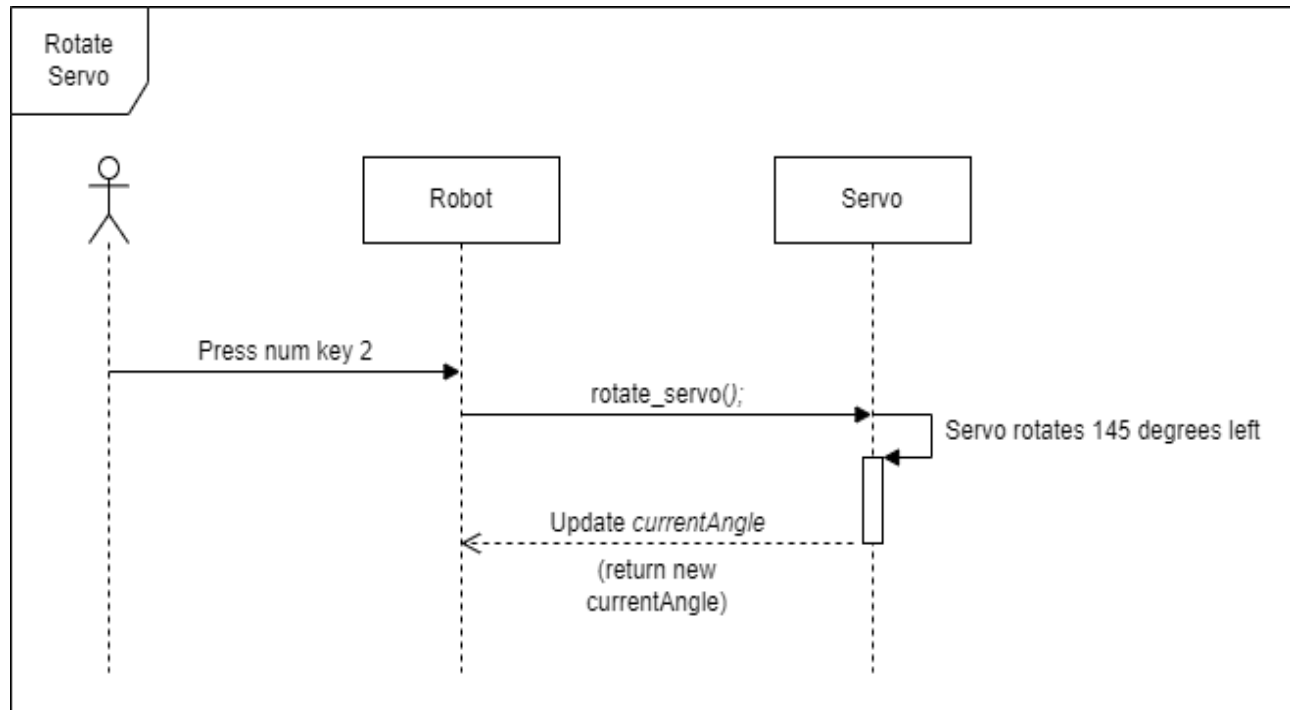 Rotate
Servo
Robot
Servo
Press num key 2
rotate_servo();
Servo rotates 145 degrees left
Update currentAngle
(return new
currentAngle)